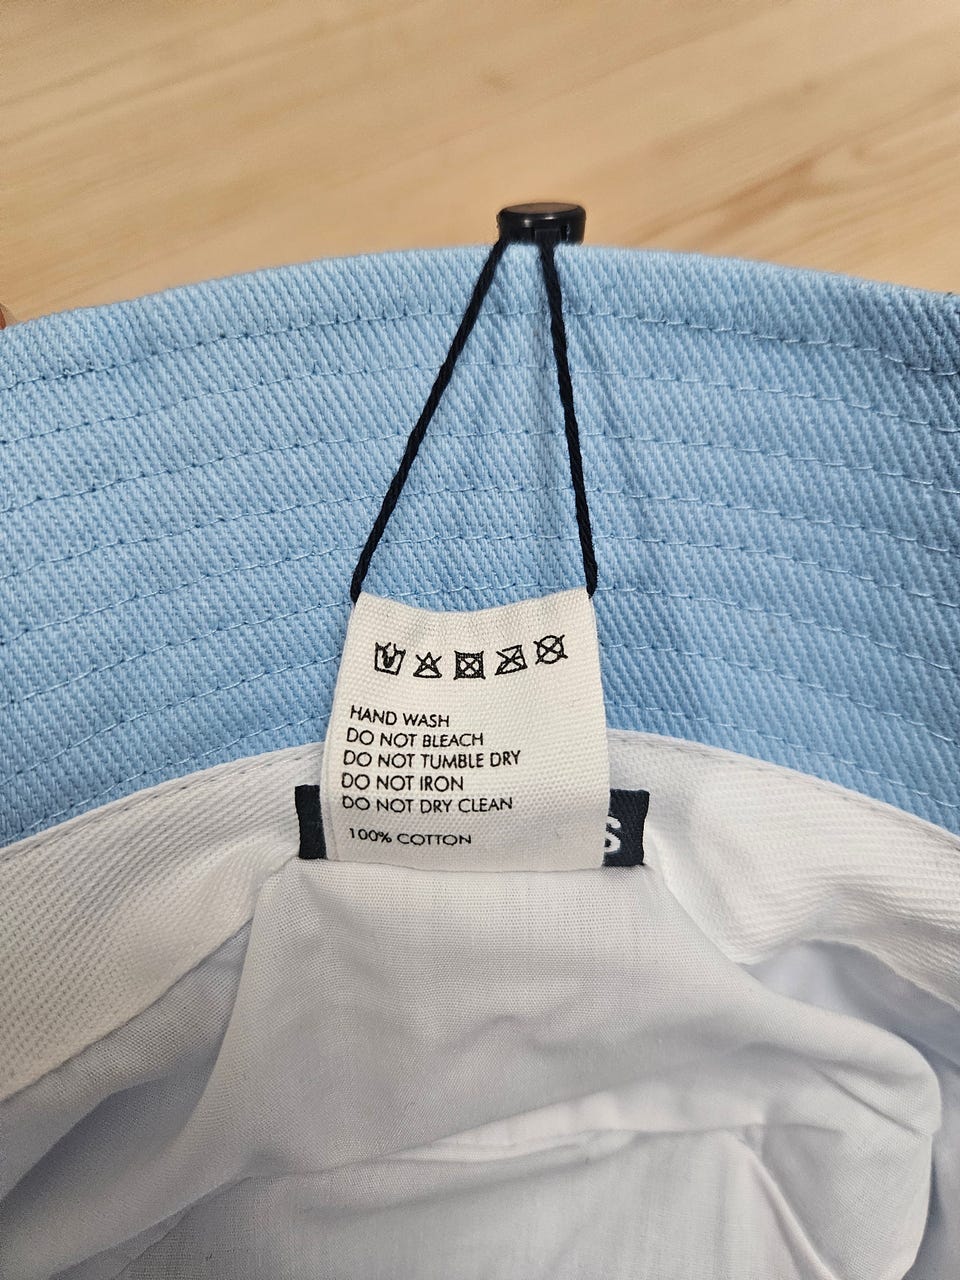 HAND WASH
DO NOT BLEACH
DO NOT TUMBLE DRY
DO NOT IRON
DO NOT DRY CLEAN
100% COTTON
S